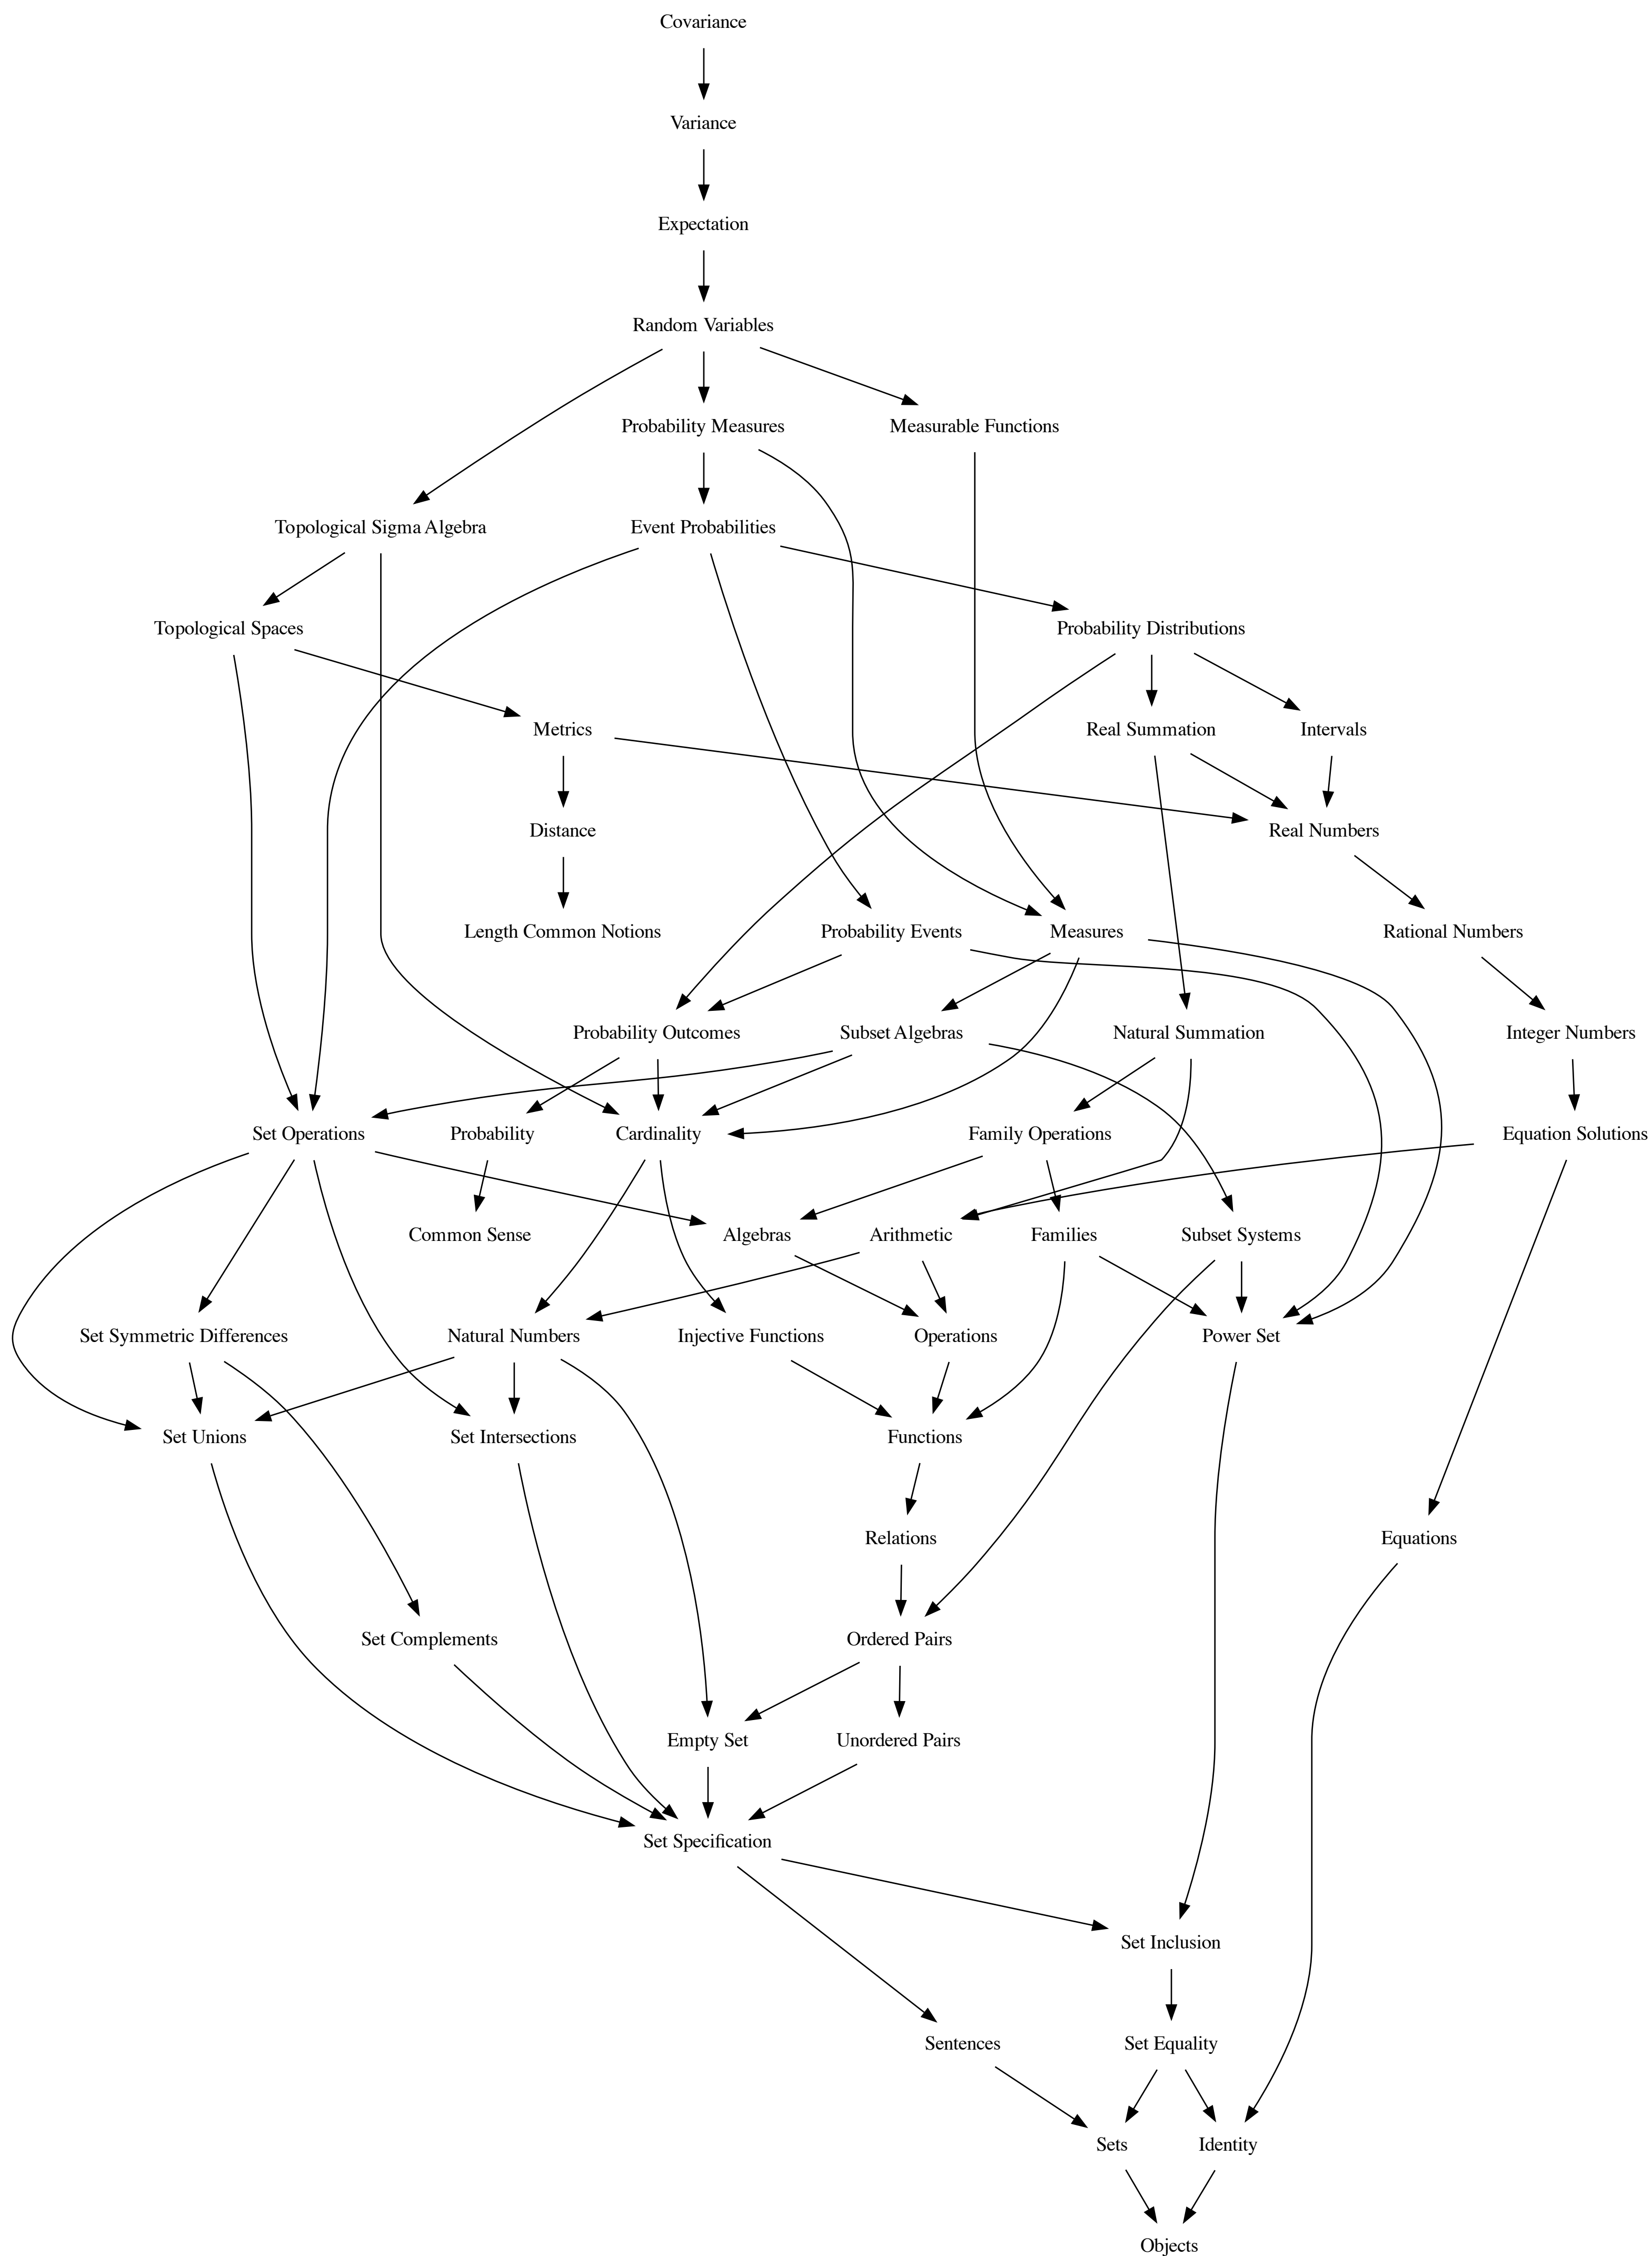 Covariance
Variance
Expectation
Random Variables
Probability Measures
Measurable Functions
Topological Sigma Algebra
Event Probabilities
Topological Spaces
Probability Distributions
Metrics
Real Summation
Intervals
Distance
Real Numbers
Length Common Notions
Probability Events
Measures
Rational Numbers
Probability Outcomes
Subset Algebras
Natural Summation
Integer Numbers
Set Operations
Probability
Cardinality
Family Operations
Equation Solutions
Common Sense
Algebras
Arithmetic
Families
Subset Systems
Set Symmetric Differences
Natural Numbers
Injective Functions
Operations
Power Set
Set Unions
Set Intersections
Functions
Relations
Equations
Set Complements
Ordered Pairs
Empty Set
Unordered Pairs
Set Specification
Set Inclusion
Sentences
Set Equality
Sets
Identity
Objects